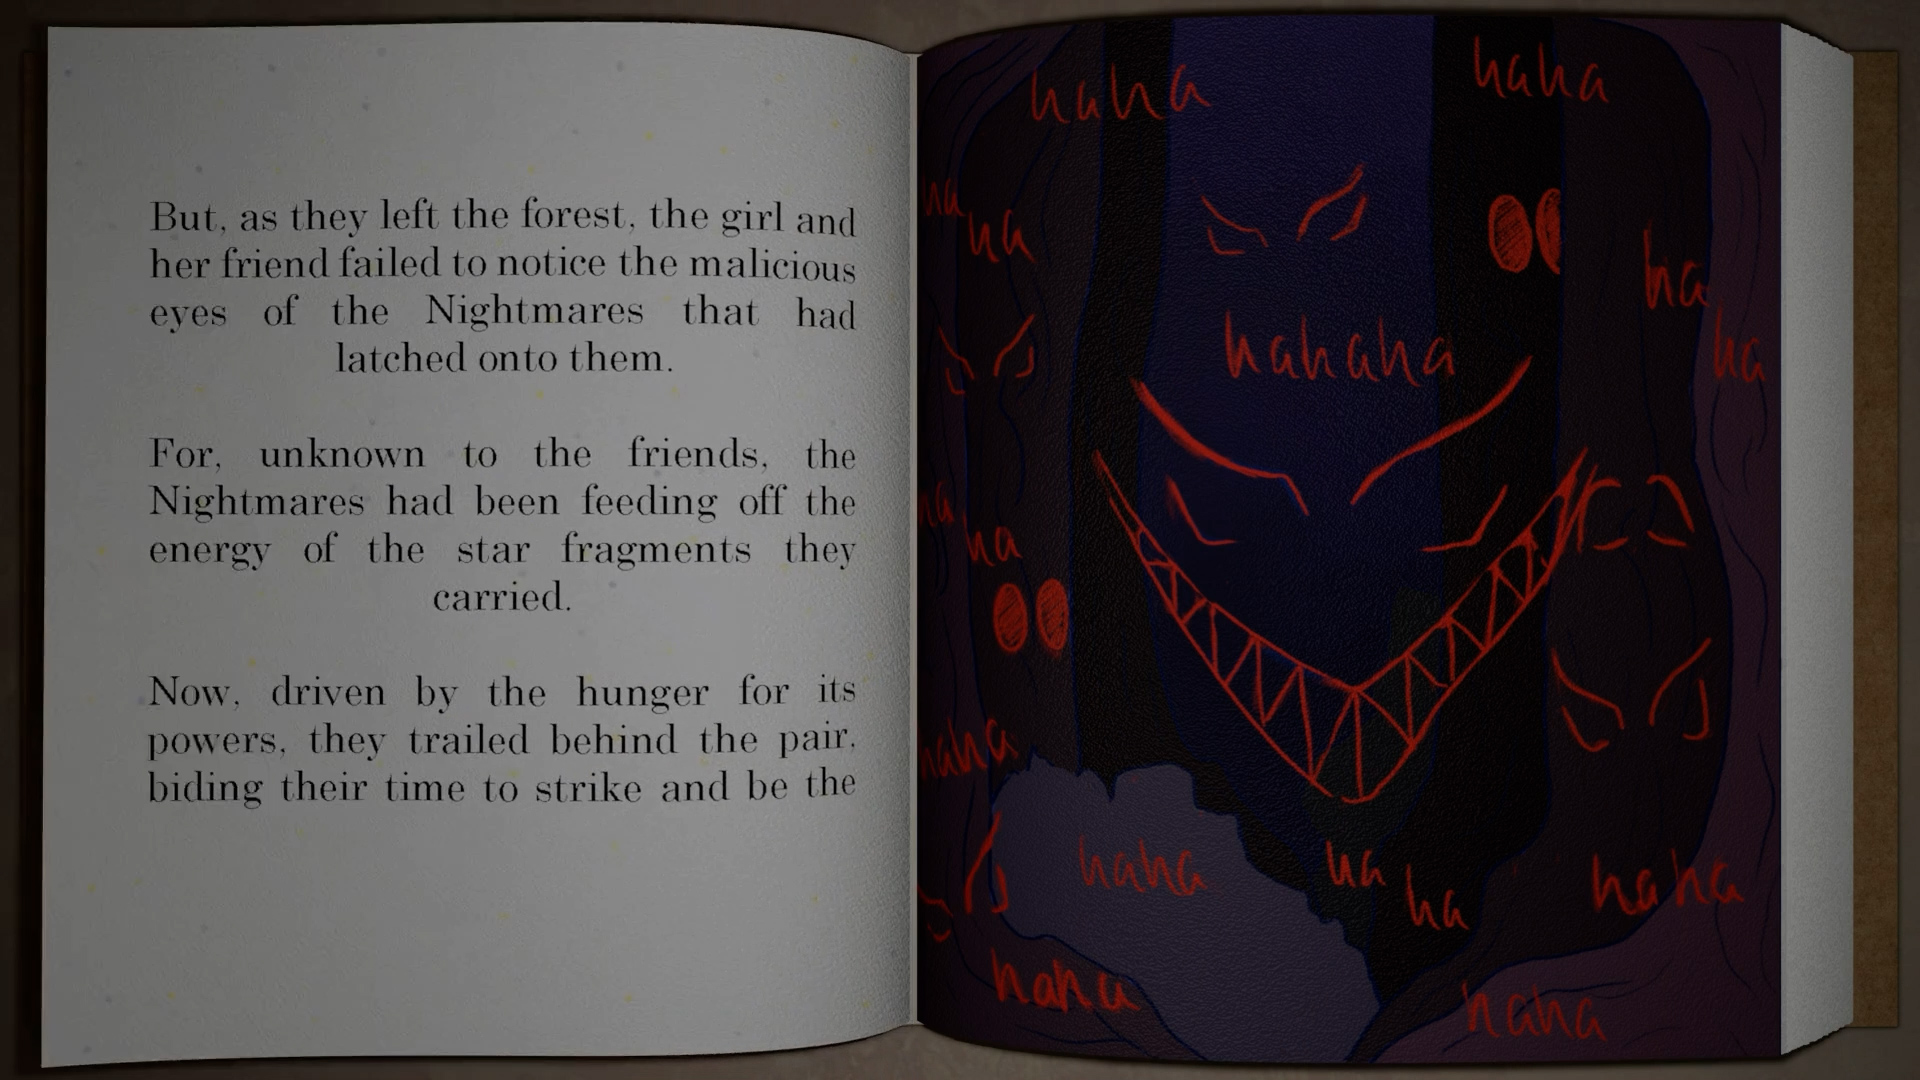 But, as they left the forest, the girl and
her friend failed to notice the malicious
eyes of the Nightmares that had
latched onto them.
For, unknown to the friends, the
Nightmares had been feeding off the
energy of the star fragments they
carried.
Now, driven by the hunger for its
powers, they trailed behind the pair,
biding their time to strike and be the
haha
haha
ha
ha
ha
ha
hahaha
ha
ha
haha
haha
ha
ha
haha
haha
haha